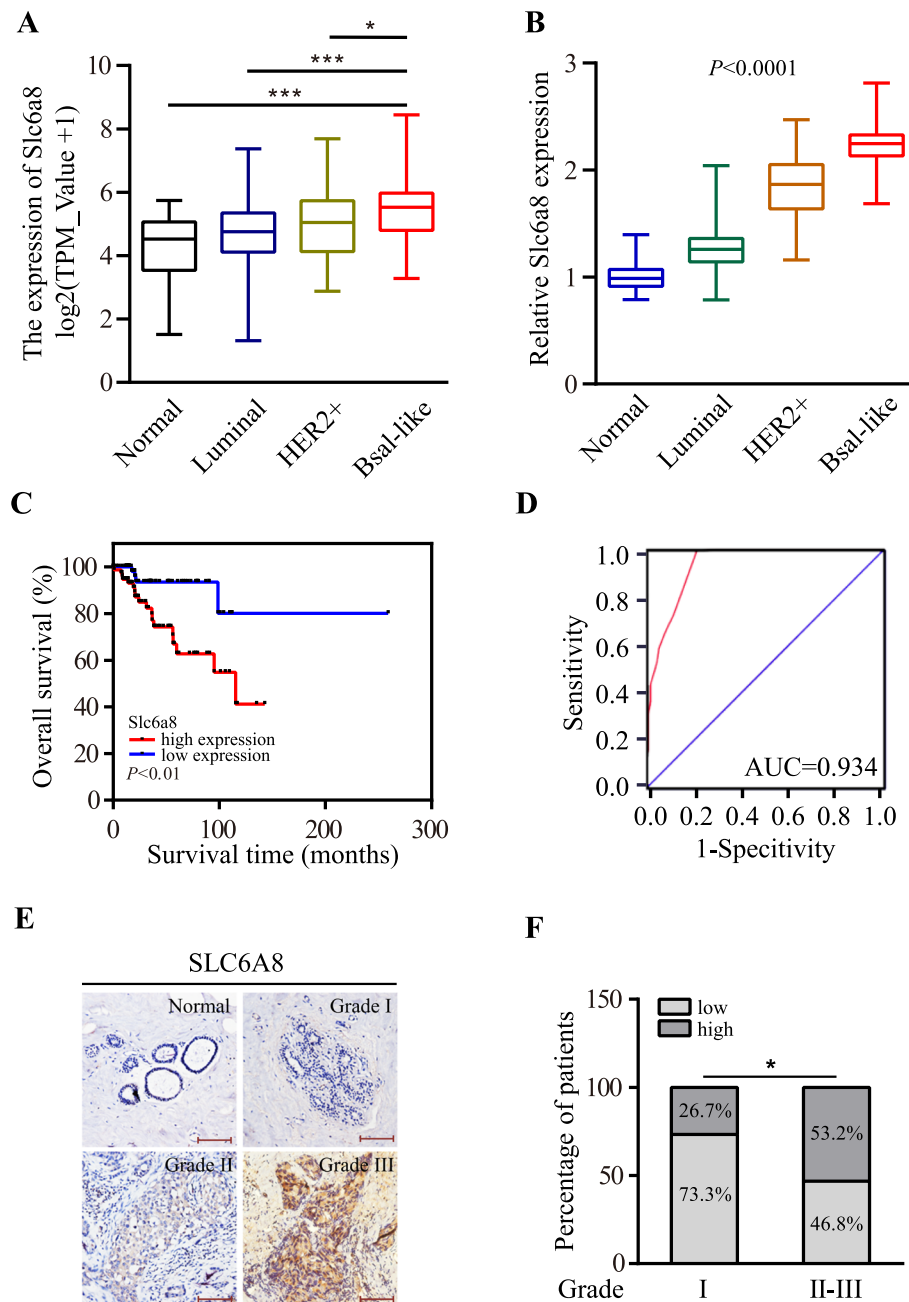 A
*
***
***
10
8
6
4
2
0
The expression of Slc6a8
log2(TPM_Value +1)
Normal
Luminal
HER2+
Bsal-like
B
P<0.0001
3
2
1
0
Relative Slc6a8 expression
Normal
Luminal
HER2+
Bsal-like
C
100
80
60
40
20
0
Overall survival (%)
Slc6a8
high expression
low expression
P<0.01
0
100
200
300
Survival time (months)
D
1.0
0.8
0.6
0.4
0.2
0.0
Sensitivity
AUC=0.934
0.0
0.2
0.4
0.6
0.8
1.0
1-Specitivity
E
SLC6A8
Normal
Grade I
Grade II
Grade III
F
low
high
150
100
50
0
Percentage of patients
*
26.7%
53.2%
73.3%
46.8%
Grade
I
II-III